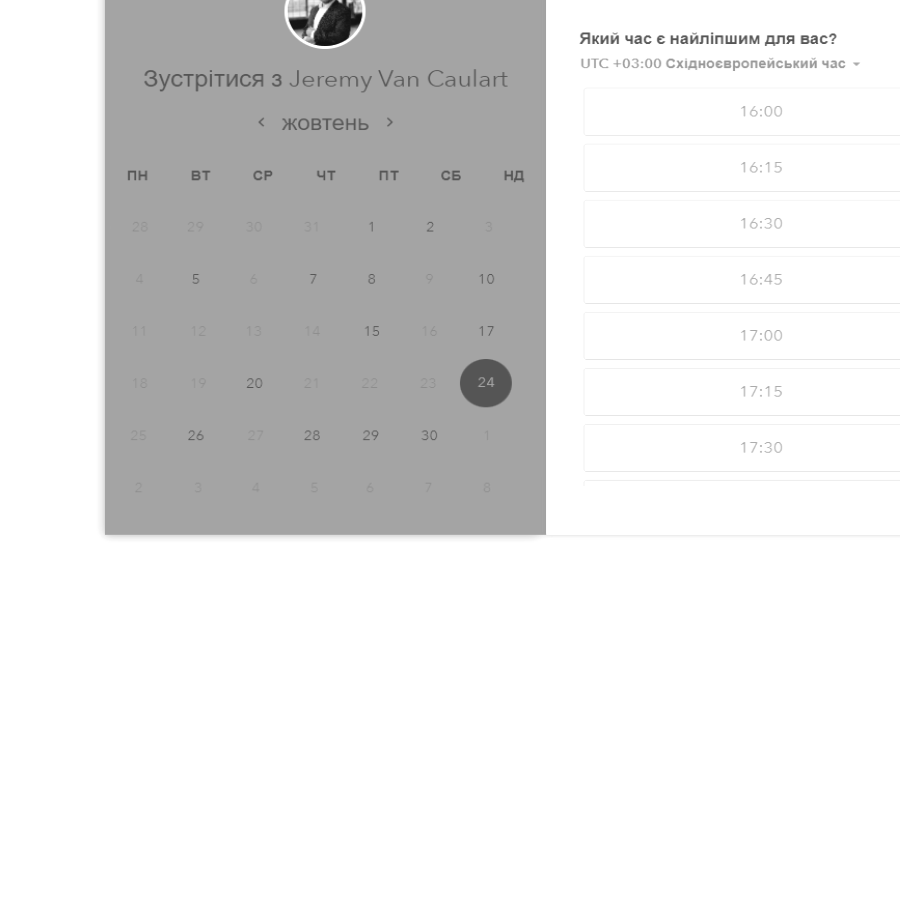 Зустрітися з Jeremy Van Caulart
жовтень
ПН ВТ СР ЧТ ПТ СБ НД
28 29 30 31 1 2 3
4 5 6 7 8 9 10
11 12 13 14 15 16 17
18 19 20 21 22 23 24
25 26 27 28 29 30 1
2 3 4 5 6 7 8
Який час є найліпшим для вас?
UTC +03:00 Східноєвропейський час
16:00
16:15
16:30
16:45
17:00
17:15
17:30